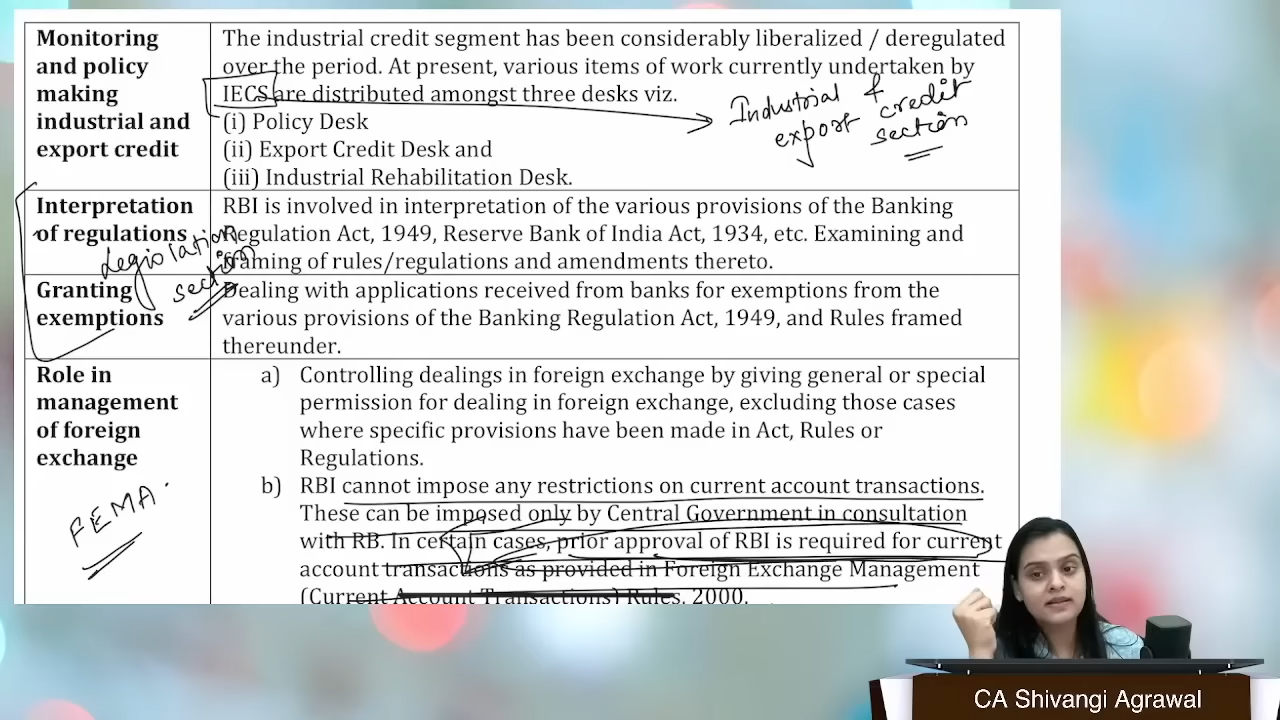 Monitoring
and policy
making
industrial and
export credit
The industrial credit segment has been considerably liberalized / deregulated
over the period. At present, various items of work currently undertaken by
IECS are distributed amongst three desks viz.
(i) Policy Desk
(ii) Export Credit Desk and
(iii) Industrial Rehabilitation Desk.
Industrial &
export credit
section
Interpretation
of regulations
RBI is involved in interpretation of the various provisions of the Banking
Regulation Act, 1949, Reserve Bank of India Act, 1934, etc. Examining and
framing of rules/regulations and amendments thereto.
Legislation
section
Granting
exemptions
Dealing with applications received from banks for exemptions from the
various provisions of the Banking Regulation Act, 1949, and Rules framed
thereunder.
Role in
management
of foreign
exchange
FEMA
a) Controlling dealings in foreign exchange by giving general or special
permission for dealing in foreign exchange, excluding those cases
where specific provisions have been made in Act, Rules or
Regulations.
b) RBI cannot impose any restrictions on current account transactions.
These can be imposed only by Central Government in consultation
with RB. In certain cases, prior approval of RBI is required for current
account transactions as provided in Foreign Exchange Management
(Current Account Transactions) Rules, 2000.
CA Shivangi Agrawal